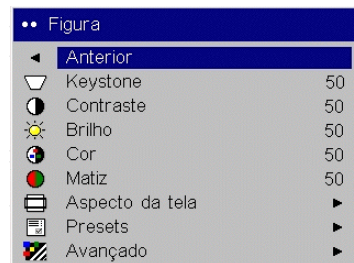 •• Figura
Anterior
Keystone 50
Contraste 50
Brilho 50
Cor 50
Matiz 50
Aspecto da tela
Presets
Avançado